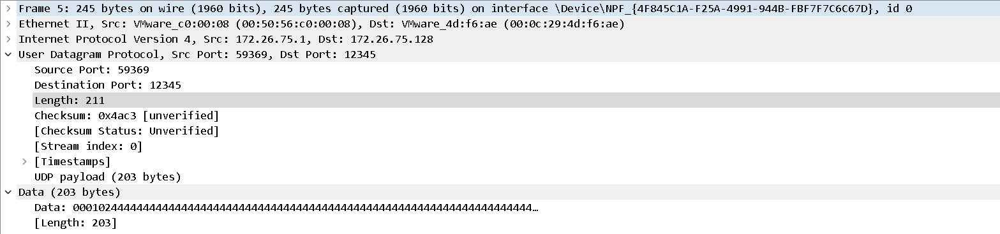 Frame 5: 245 bytes on wire (1960 bits), 245 bytes captured (1960 bits) on interface \Device\NPF_{4F845C1A-F25A-4991-944B-FBF7F7C6C67D}, id 0
Ethernet II, Src: VMware_c0:00:08 (00:50:56:c0:00:08), Dst: VMware_4d:f6:ae (00:0c:29:4d:f6:ae)
Internet Protocol Version 4, Src: 172.26.75.1, Dst: 172.26.75.128
User Datagram Protocol, Src Port: 59369, Dst Port: 12345
Source Port: 59369
Destination Port: 12345
Length: 211
Checksum: 0x4ac3 [unverified]
[Checksum Status: Unverified]
[Stream index: 0]
[Timestamps]
UDP payload (203 bytes)
Data (203 bytes)
Data: 000102444444444444444444444444444444444444444444444444444444444444444444…
[Length: 203]